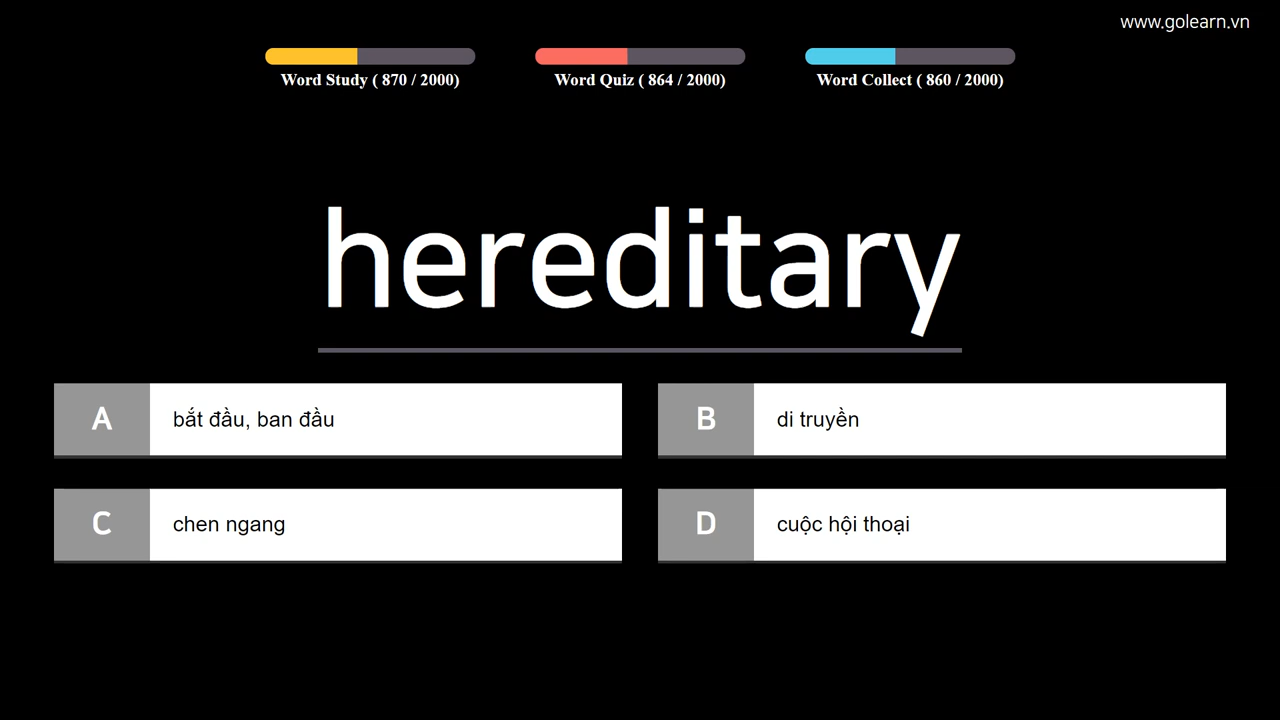 www.golearn.vn
Word Study ( 870 / 2000)
Word Quiz ( 864 / 2000)
Word Collect ( 860 / 2000)
hereditary
A bắt đầu, ban đầu
B di truyền
C chen ngang
D cuộc hội thoại